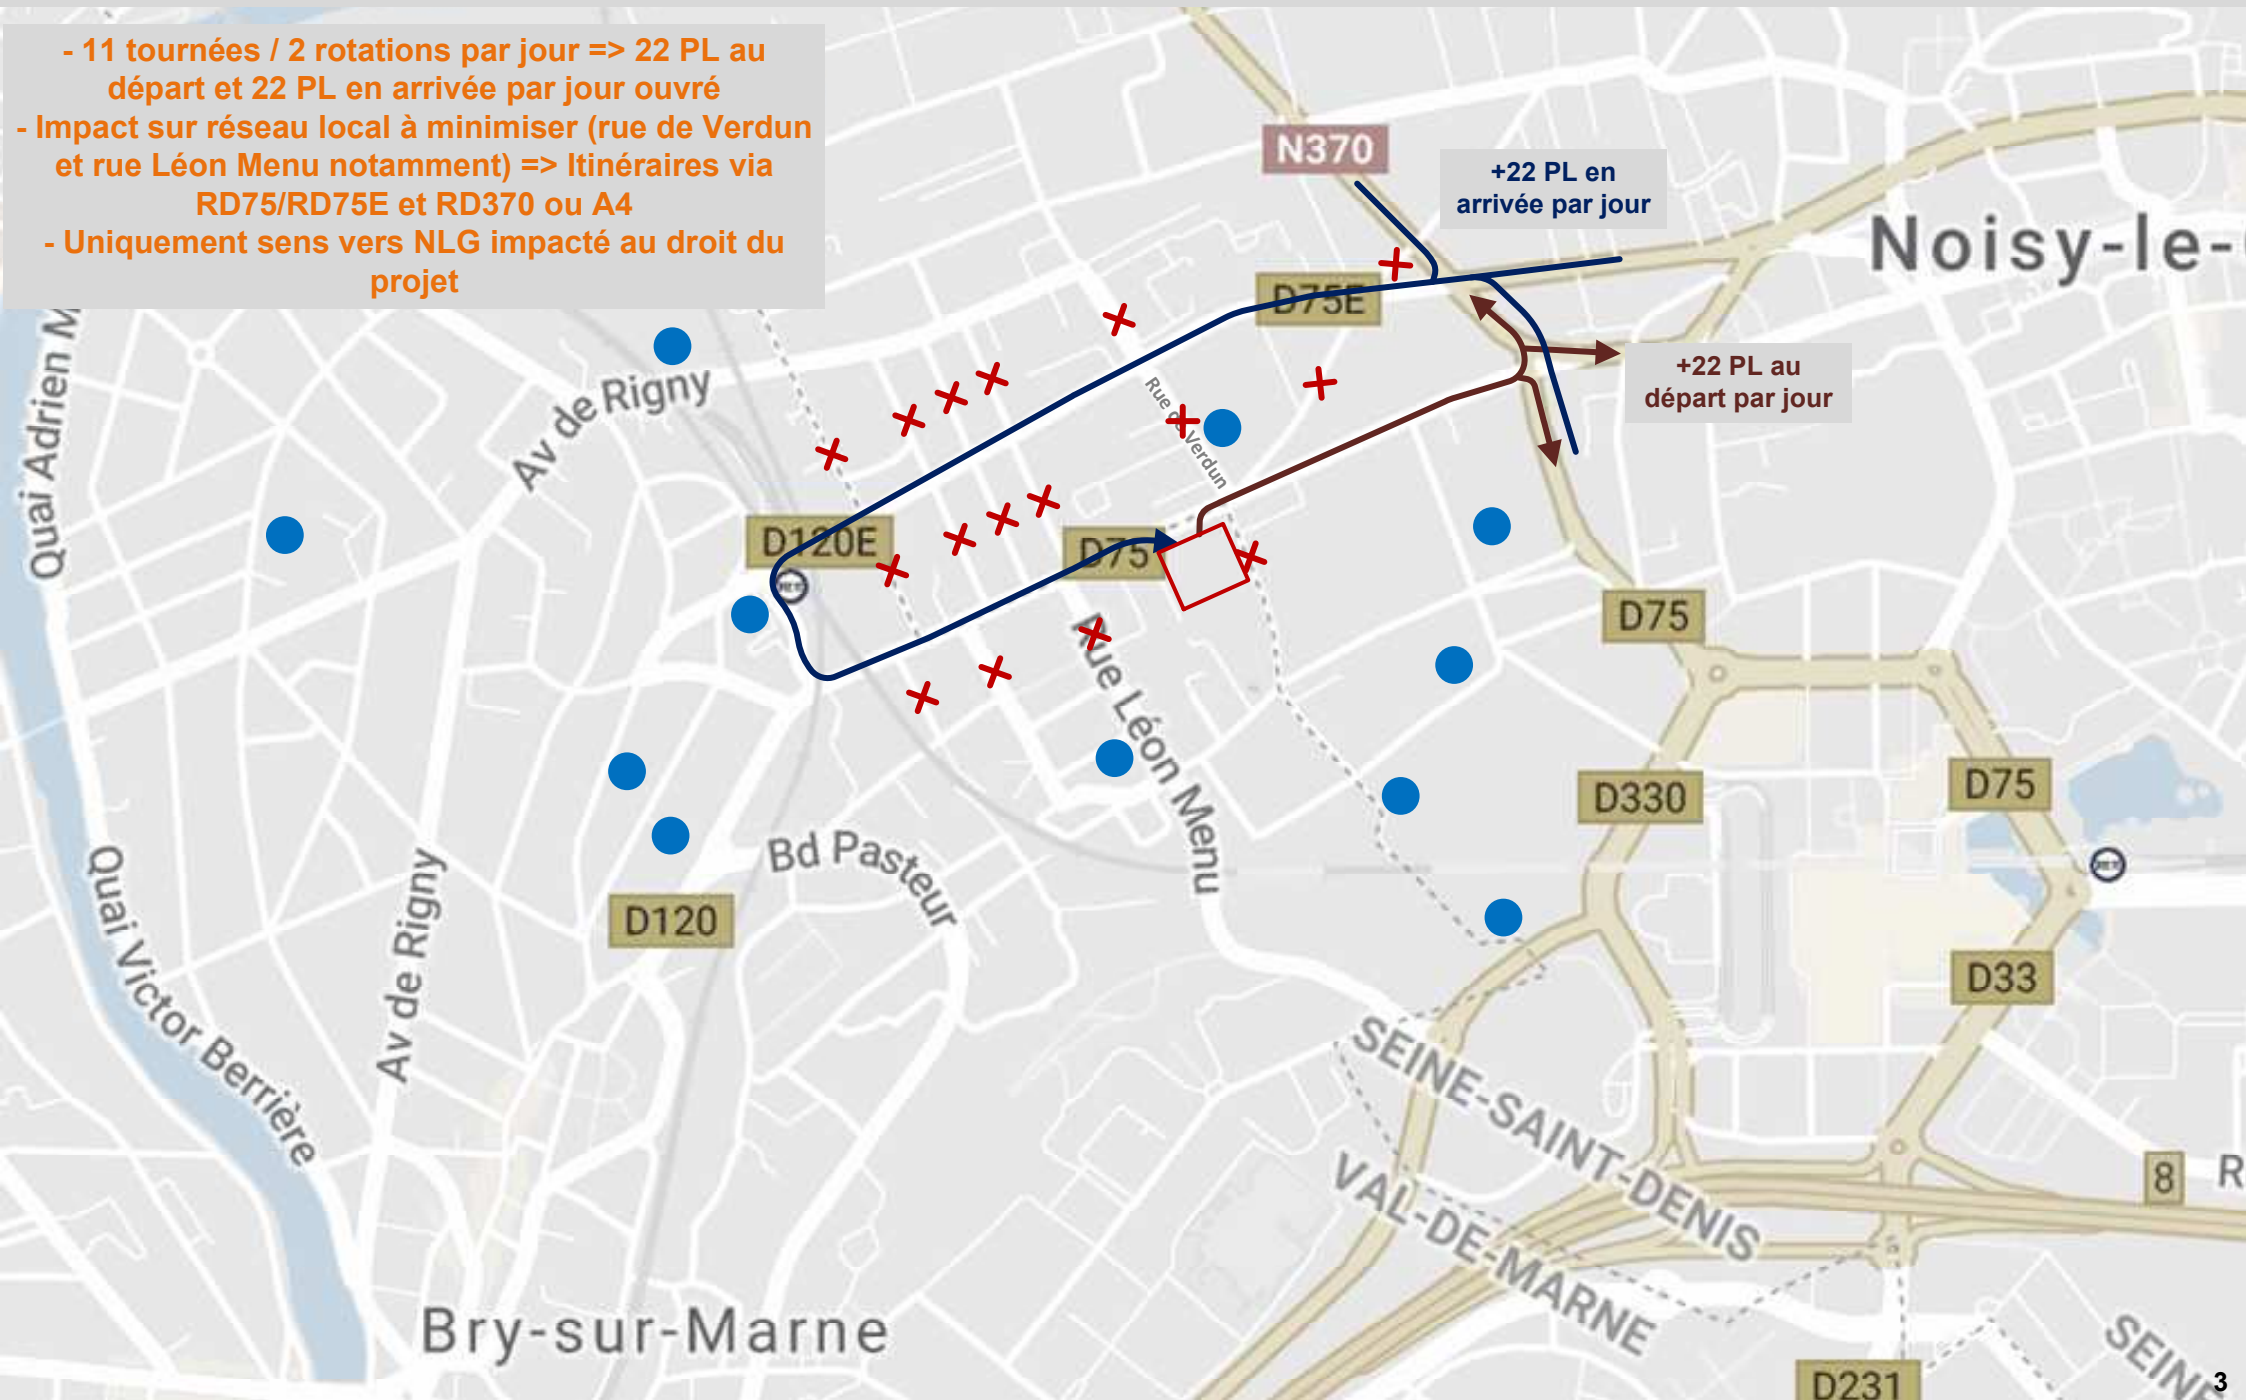 - 11 tournées / 2 rotations par jour => 22 PL au
départ et 22 PL en arrivée par jour ouvré
- Impact sur réseau local à minimiser (rue de Verdun
et rue Léon Menu notamment) => Itinéraires via
RD75/RD75E et RD370 ou A4
- Uniquement sens vers NLG impacté au droit du
projet
N370
+22 PL en
arrivée par jour
Noisy-le-
D75E
+22 PL au
départ par jour
Quai Adrien M
Av de Rigny
Rue de Verdun
D120E
D75
D75
Rue Léon Menu
D330
D75
Bd Pasteur
D120
Quai Victor Berrière
Av de Rigny
D33
SEINE-SAINT-DENIS
VAL-DE-MARNE
8
R
Bry-sur-Marne
SEINE
D231
3